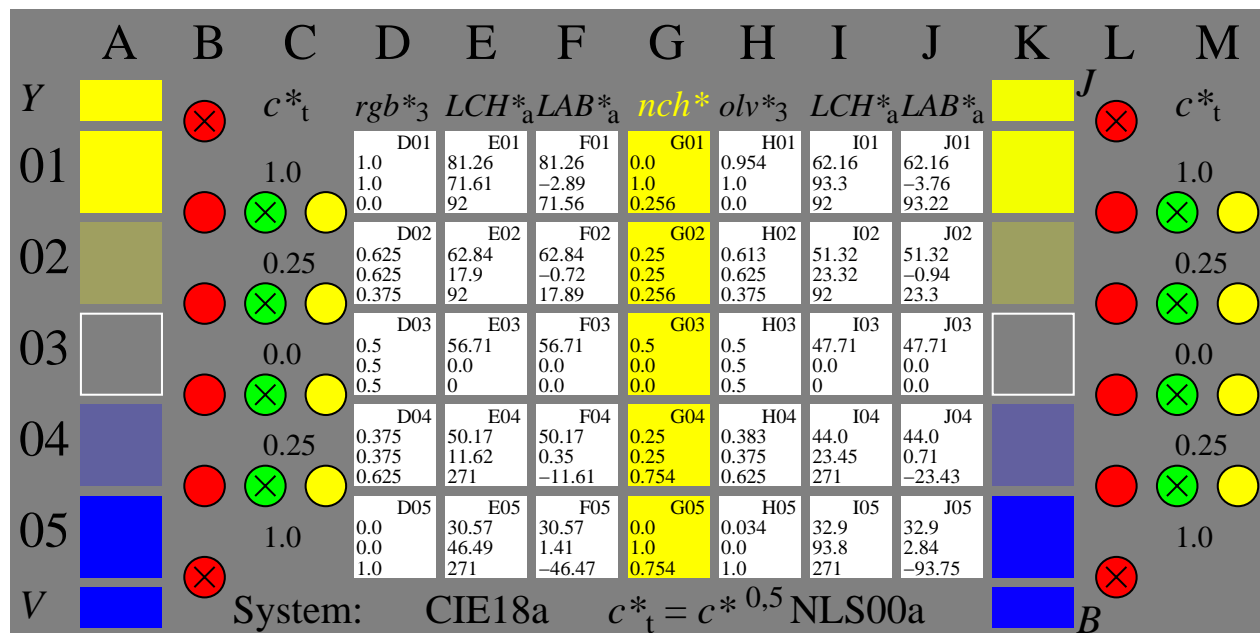 A B C D E F G H I J K L M
Y c*t rgb*3 LCH*a LAB*a nch* olv*3 LCH*a LAB*a J c*t
01 1.0 D01 E01 F01 G01 H01 I01 J01 1.0
1.0 81.26 81.26 0.0 0.954 62.16 62.16
1.0 71.61 −2.89 1.0 1.0 93.3 −3.76
0.0 92 71.56 0.256 0.0 92 93.22
02 0.25 D02 E02 F02 G02 H02 I02 J02 0.25
0.625 62.84 62.84 0.25 0.613 51.32 51.32
0.625 17.9 −0.72 0.25 0.625 23.32 −0.94
0.375 92 17.89 0.256 0.375 92 23.3
03 0.0 D03 E03 F03 G03 H03 I03 J03 0.0
0.5 56.71 56.71 0.5 0.5 47.71 47.71
0.5 0.0 0.0 0.0 0.5 0.0 0.0
0.5 0 0.0 0.0 0.5 0 0.0
04 0.25 D04 E04 F04 G04 H04 I04 J04 0.25
0.375 50.17 50.17 0.25 0.383 44.0 44.0
0.375 11.62 0.35 0.25 0.375 23.45 0.71
0.625 271 −11.61 0.754 0.625 271 −23.43
05 1.0 D05 E05 F05 G05 H05 I05 J05 1.0
0.0 30.57 30.57 0.0 0.034 32.9 32.9
0.0 46.49 1.41 1.0 0.0 93.8 2.84
1.0 271 −46.47 0.754 1.0 271 −93.75
V System: CIE18a c*t = c* 0,5 NLS00a B